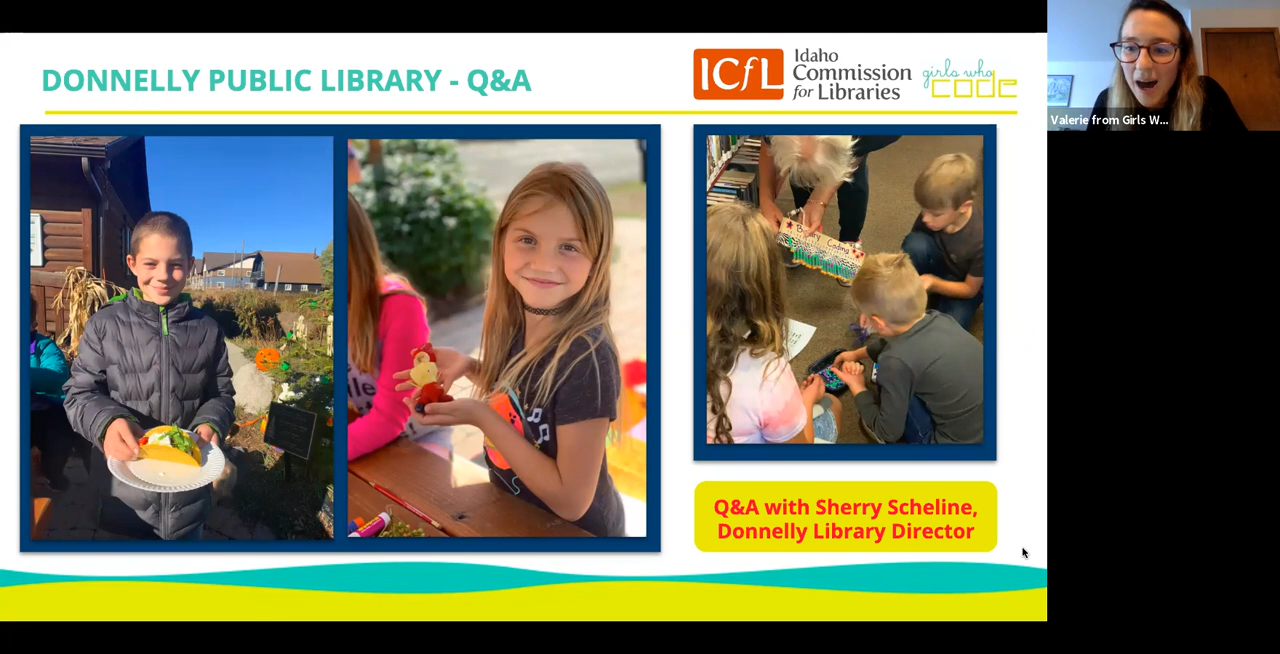 DONNELLY PUBLIC LIBRARY - Q&A
ICfL
Idaho
Commission
for Libraries
girls who
code
Valerie from Girls W...
Coding
Q&A with Sherry Scheline,
Donnelly Library Director